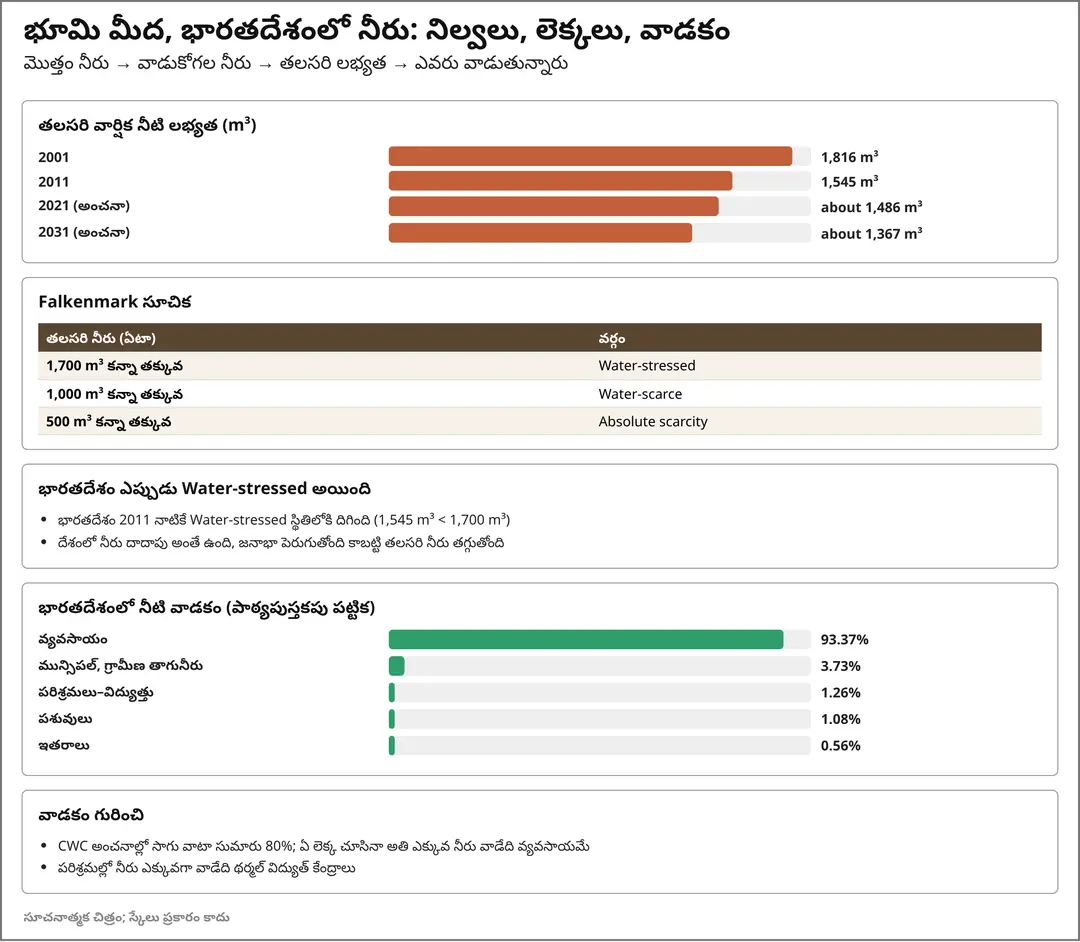 భూమి మీద, భారతదేశంలో నీరు: నిల్వలు, లెక్కలు, వాడకం
మొత్తం నీరు → వాడుకోగల నీరు → తలసరి లభ్యత → ఎవరు వాడుతున్నారు
తలసరి వార్షిక నీటి లభ్యత (m³)
2001 1,816 m³
2011 1,545 m³
2021 (అంచనా) about 1,486 m³
2031 (అంచనా) about 1,367 m³
Falkenmark సూచిక
తలసరి నీరు (ఏటా) వర్గం
1,700 m³ కన్నా తక్కువ Water-stressed
1,000 m³ కన్నా తక్కువ Water-scarce
500 m³ కన్నా తక్కువ Absolute scarcity
భారతదేశం ఎప్పుడు Water-stressed అయింది
• భారతదేశం 2011 నాటికే Water-stressed స్థితిలోకి దిగింది (1,545 m³ < 1,700 m³)
• దేశంలో నీరు దాదాపు అంతే ఉంది, జనాభా పెరుగుతోంది కాబట్టి తలసరి నీరు తగ్గుతోంది
భారతదేశంలో నీటి వాడకం (పాఠ్యపుస్తకపు పట్టిక)
వ్యవసాయం 93.37%
మున్సిపల్, గ్రామీణ తాగునీరు 3.73%
పరిశ్రమలు–విద్యుత్తు 1.26%
పశువులు 1.08%
ఇతరాలు 0.56%
వాడకం గురించి
• CWC అంచనాల్లో సాగు వాటా సుమారు 80%; ఏ లెక్క చూసినా అతి ఎక్కువ నీరు వాడేది వ్యవసాయమే
• పరిశ్రమల్లో నీరు ఎక్కువగా వాడేది థర్మల్ విద్యుత్ కేంద్రాలు
సూచనాత్మక చిత్రం; స్కేలు ప్రకారం కాదు